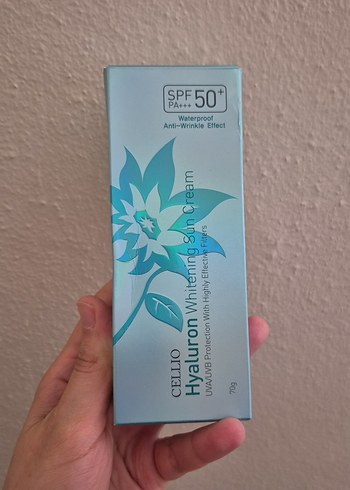 SPF 50+
PA+++
Waterproof
Anti-Wrinkle Effect
CELLIO
Hyaluron Whitening Sun Cream
UVA/UVB Protection With Highly Effective Filters
70g